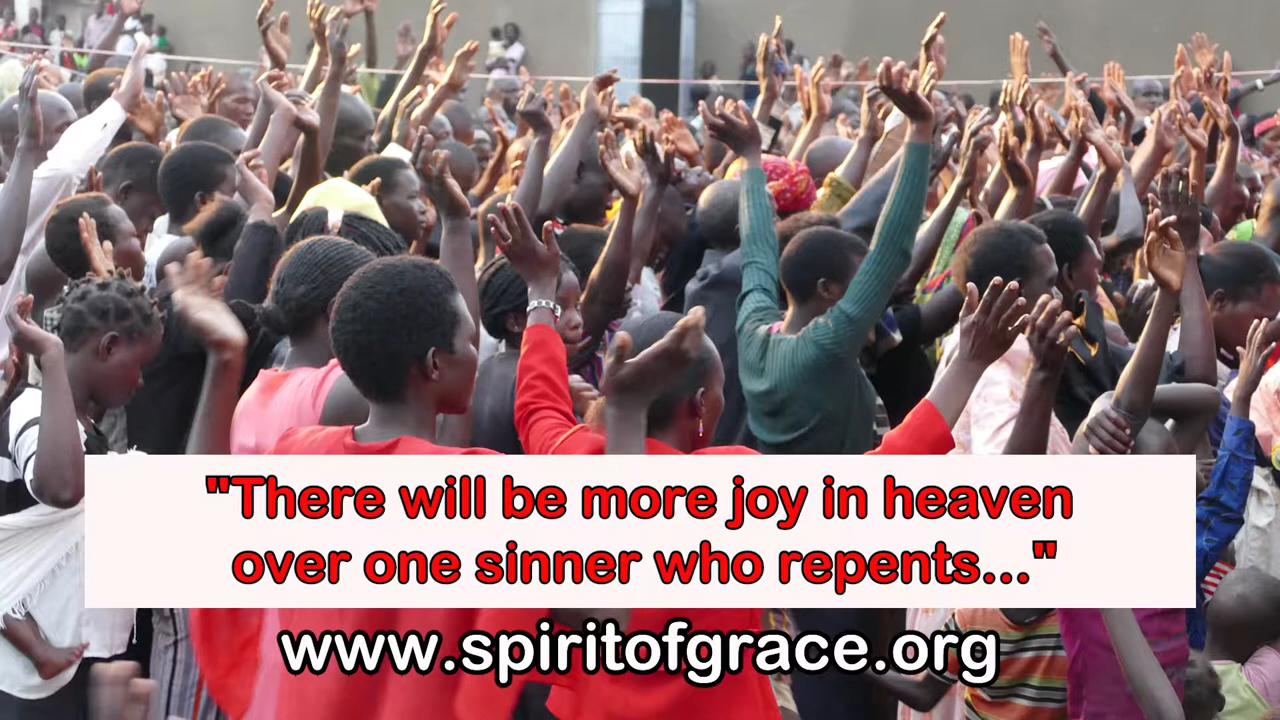 "There will be more joy in heaven
over one sinner who repents..."
www.spiritofgrace.org